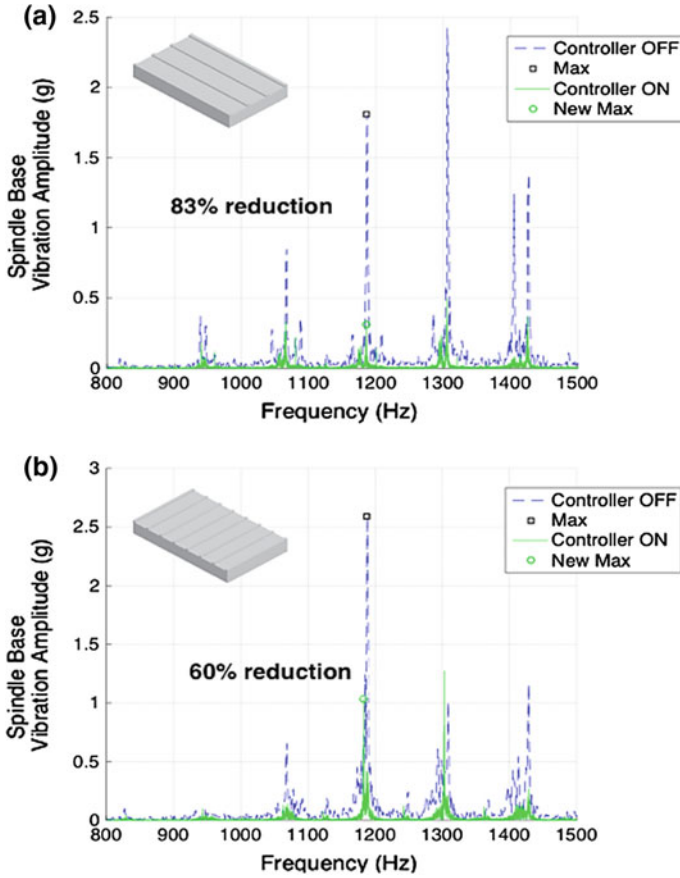 (a)
2.5
2
1.5
1
0.5
0
Spindle Base
Vibration Amplitude (g)
83% reduction
Controller OFF
Max
Controller ON
New Max
800 900 1000 1100 1200 1300 1400 1500
Frequency (Hz)
(b)
3
2.5
2
1.5
1
0.5
0
Spindle Base
Vibration Amplitude (g)
60% reduction
Controller OFF
Max
Controller ON
New Max
800 900 1000 1100 1200 1300 1400 1500
Frequency (Hz)